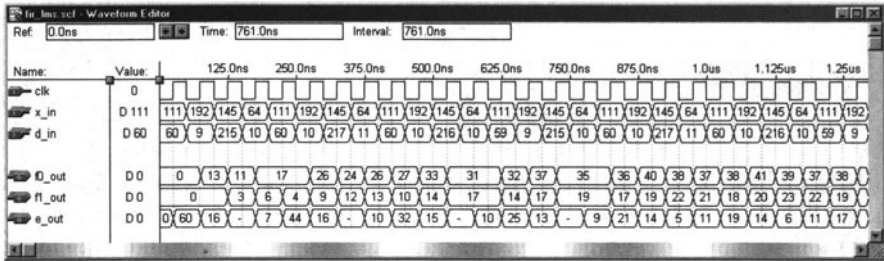 fir_lms.scf - Waveform Editor
Ref: 0.0ns Time: 761.0ns Interval: 761.0ns
Name: Value: 125.0ns 250.0ns 375.0ns 500.0ns 625.0ns 750.0ns 875.0ns 1.0us 1.125us 1.25us
clk 0
x_in D 111 111 192 145 64 111 192 145 64 111 192 145 64 111 192 145 64 111 192 145 64 111 192 145 64 111 192
d_in D 60 60 9 215 10 60 10 217 11 60 10 216 10 59 9 215 10 60 10 217 11 60 10 216 10 59 9
f0_out D 0 0 13 11 17 26 24 26 27 33 31 32 37 35 36 40 38 37 38 41 39 37 38
f1_out D 0 0 3 6 4 9 12 13 10 14 17 14 17 19 17 19 22 21 18 20 23 22 19
e_out D 0 0 60 16 - 7 44 16 - 10 32 15 - 10 25 13 - 9 21 14 5 11 19 14 6 11 17